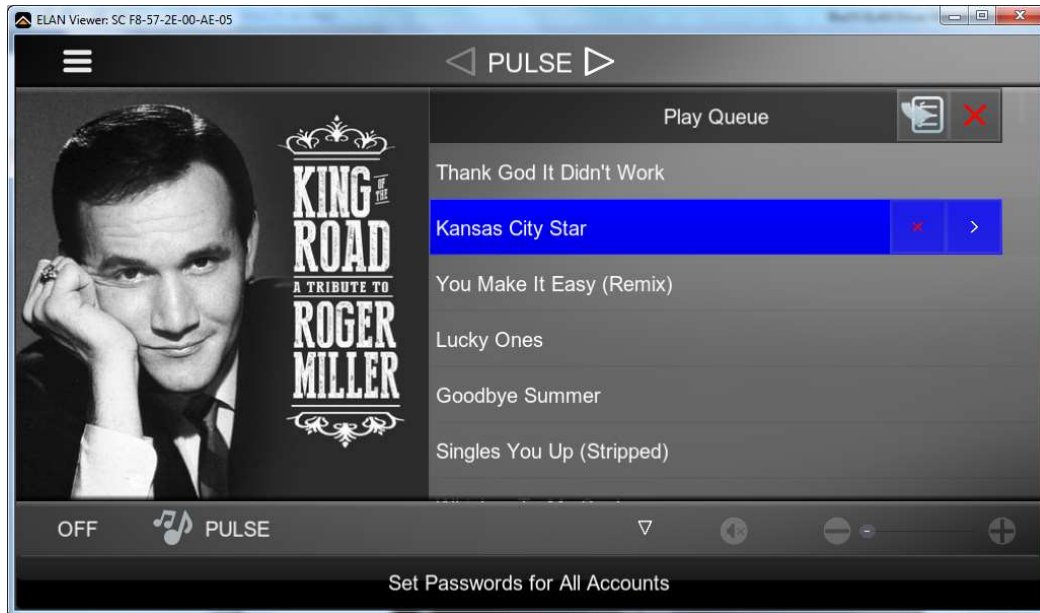 ELAN Viewer: SC F8-57-2E-00-AE-05
PULSE
KING OF THE
ROAD
A TRIBUTE TO
ROGER
MILLER
Play Queue
Thank God It Didn't Work
Kansas City Star
You Make It Easy (Remix)
Lucky Ones
Goodbye Summer
Singles You Up (Stripped)
OFF PULSE
Set Passwords for All Accounts